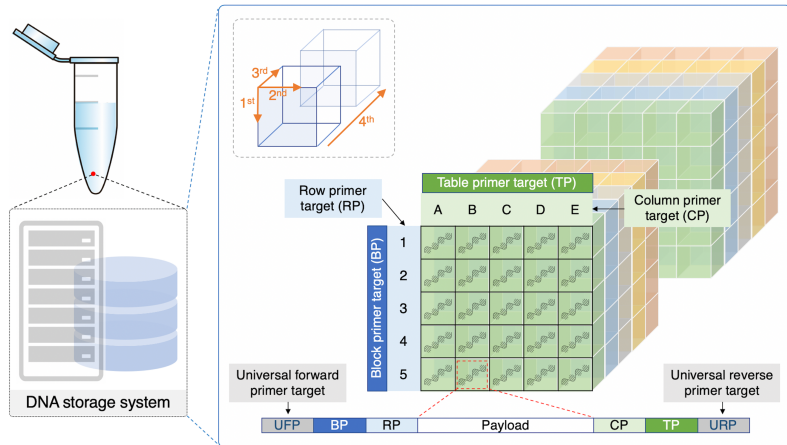 3rd
2nd
1st
4th
Table primer target (TP)
Row primer
target (RP)
Column primer
target (CP)
A B C D E
Block primer target (BP)
1
2
3
4
5
Universal forward
primer target
Universal reverse
primer target
DNA storage system
UFP BP RP Payload CP TP URP